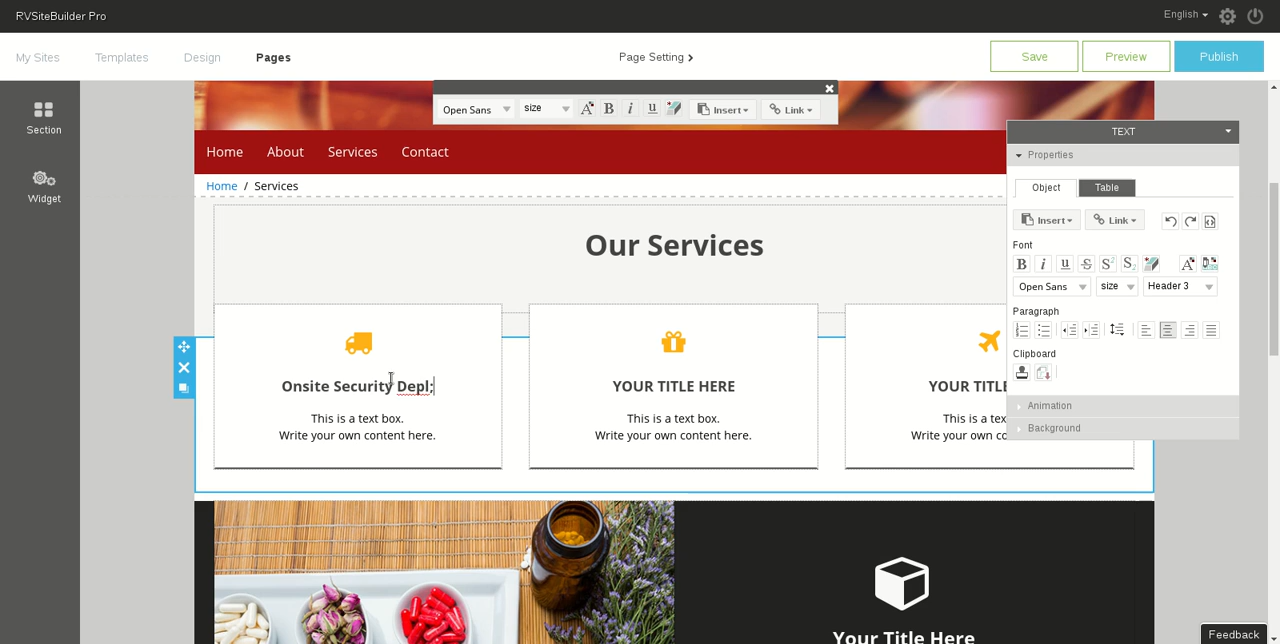 RVSiteBuilder Pro
English
My Sites
Templates
Design
Pages
Page Setting
Save
Preview
Publish
Section
Widget
Open Sans
size
B
i
u
Insert
Link
Home
About
Services
Contact
Home / Services
Our Services
Onsite Security Depl;
This is a text box.
Write your own content here.
YOUR TITLE HERE
This is a text box.
Write your own content here.
YOUR TITLE
This is a te
Write your own co
TEXT
Properties
Object
Table
Insert
Link
Font
B
i
u
S
S2
S2
Open Sans
size
Header 3
Paragraph
Clipboard
Animation
Background
Your Title Here
Feedback